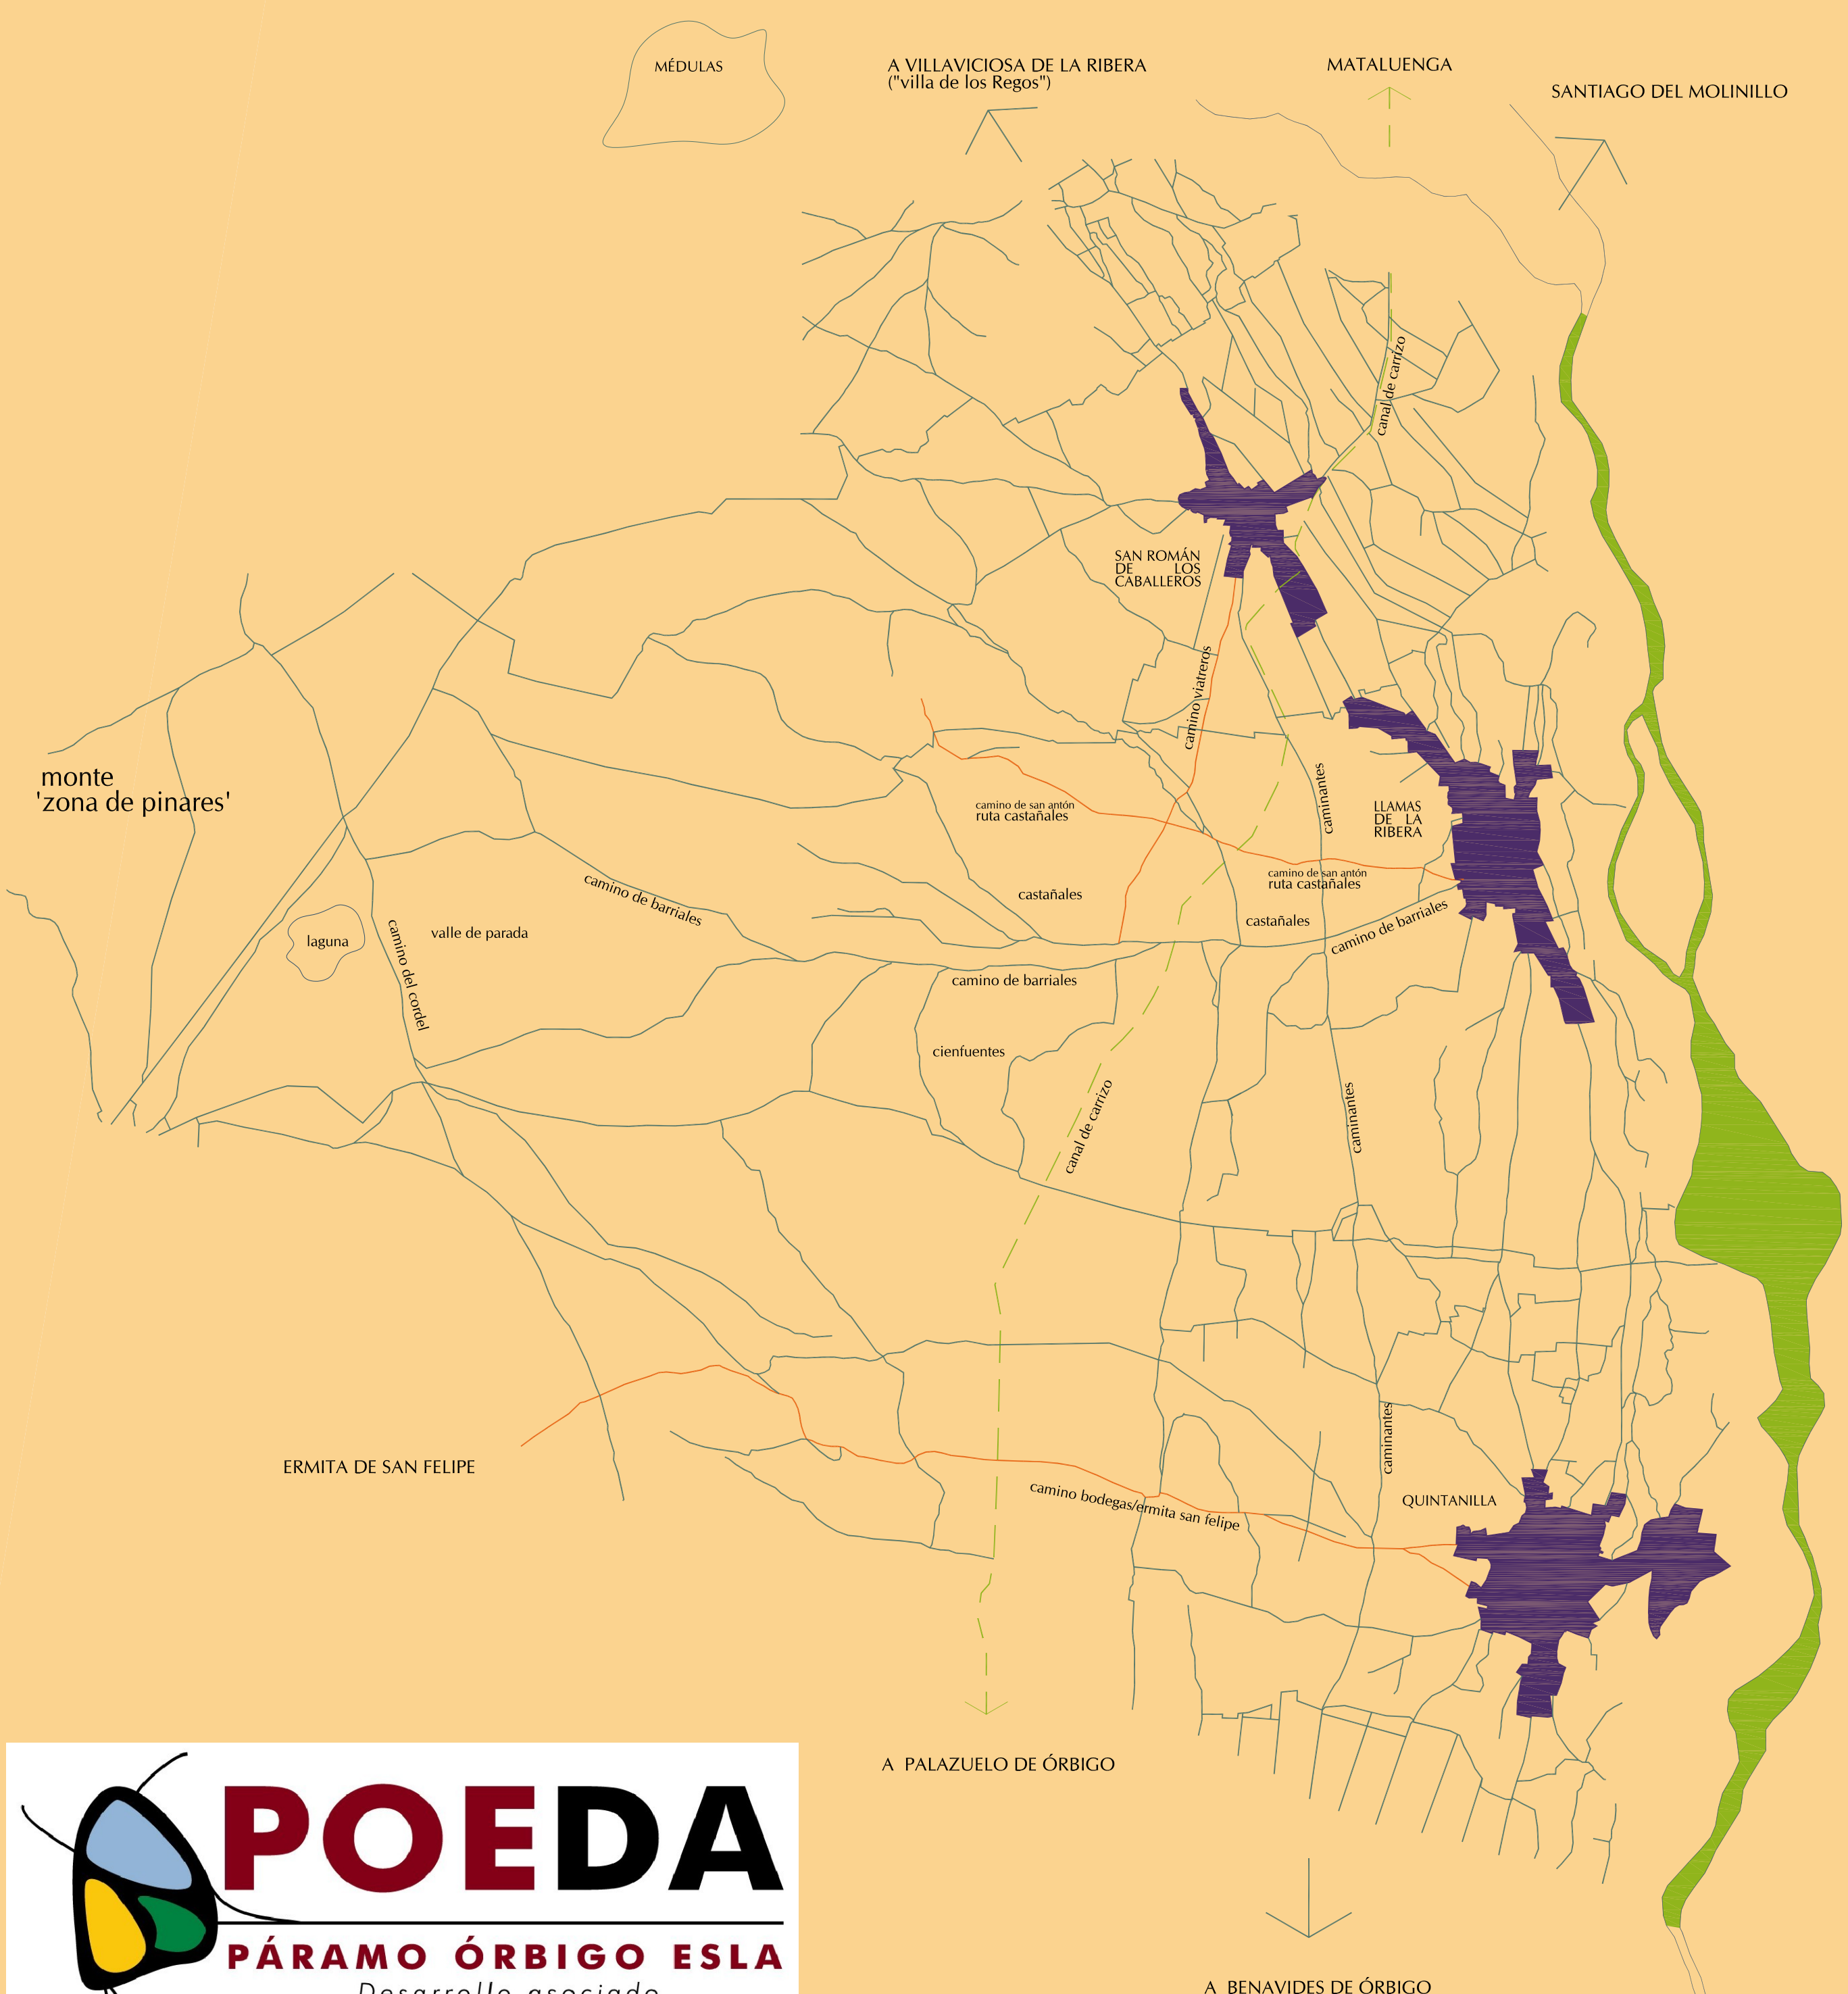 MÉDULAS
A VILLAVICIOSA DE LA RIBERA
("villa de los Regos")
MATALUENGA
SANTIAGO DEL MOLINILLO
canal de carrizo
SAN ROMÁN
DE LOS
CABALLEROS
camino viatreros
monte
'zona de pinares'
camino de san antón
ruta castañales
caminantes
LLAMAS
DE LA
RIBERA
camino de san antón
ruta castañales
castañales
castañales
camino de barriales
camino de barriales
laguna
valle de parada
camino del cordel
camino de barriales
cienfuentes
canal de carrizo
caminantes
caminantes
ERMITA DE SAN FELIPE
camino bodegas/ermita san felipe
QUINTANILLA
A PALAZUELO DE ÓRBIGO
POEDA
PÁRAMO ÓRBIGO ESLA
Desarrollo asociado
A BENAVIDES DE ÓRBIGO